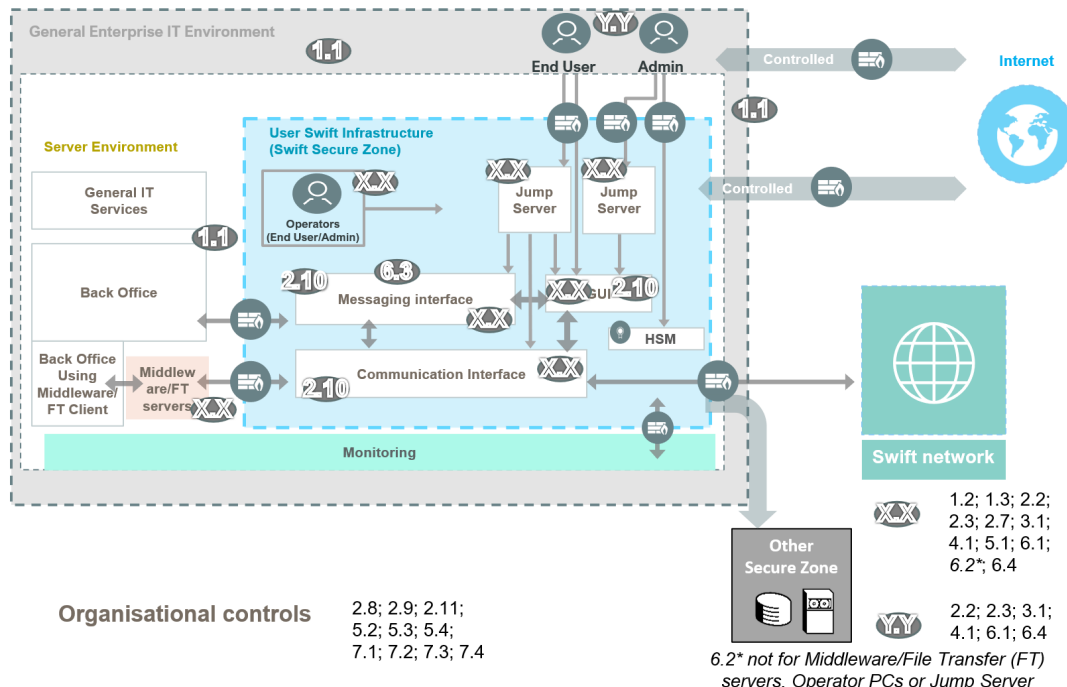 General Enterprise IT Environment
1.1
Y.Y
End User
Admin
Controlled
Internet
1.1
Server Environment
User Swift Infrastructure
(Swift Secure Zone)
General IT
Services
X.X
Operators
(End User/Admin)
X.X
Jump
Server
X.X
Jump
Server
Controlled
1.1
Back Office
2.10
6.3
Messaging interface
X.X
X.X
GUI
2.10
HSM
Back Office
Using
Middleware/
FT Client
Middlew
are/FT
servers
X.X
Communication Interface
X.X
2.10
Monitoring
Swift network
X.X
1.2; 1.3; 2.2;
2.3; 2.7; 3.1;
4.1; 5.1; 6.1;
6.2*; 6.4
Other
Secure Zone
Y.Y
2.2; 2.3; 3.1;
4.1; 6.1; 6.4
Organisational controls
2.8; 2.9; 2.11;
5.2; 5.3; 5.4;
7.1; 7.2; 7.3; 7.4
6.2* not for Middleware/File Transfer (FT)
servers, Operator PCs or Jump Server